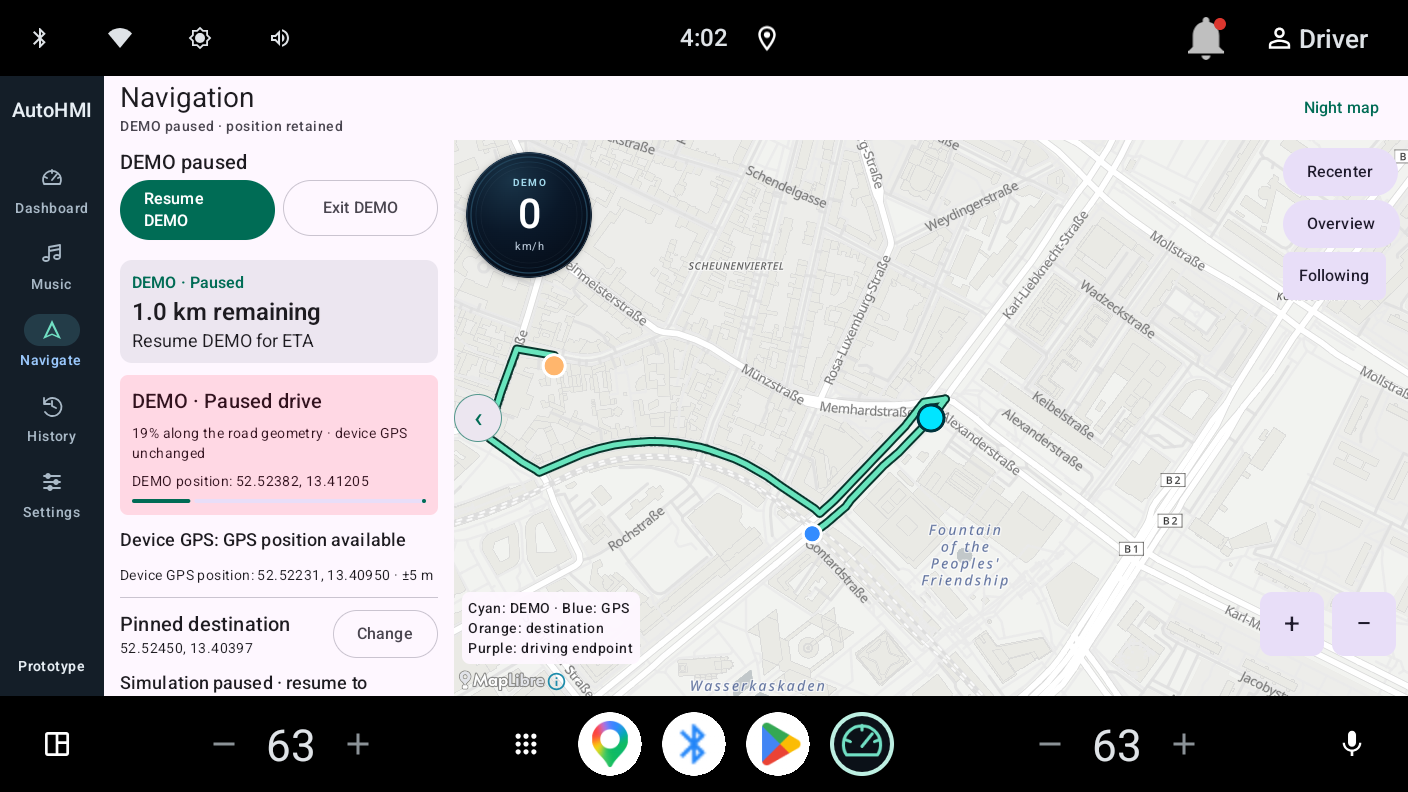 4:02
Driver
AutoHMI
Dashboard
Music
Navigate
History
Settings
Prototype
Navigation
DEMO paused · position retained
Night map
DEMO paused
Resume
DEMO
Exit DEMO
DEMO · Paused
1.0 km remaining
Resume DEMO for ETA
DEMO · Paused drive
19% along the road geometry · device GPS
unchanged
DEMO position: 52.52382, 13.41205
Device GPS: GPS position available
Device GPS position: 52.52231, 13.40950 · ±5 m
Pinned destination
52.52450, 13.40397
Change
Simulation paused · resume to
DEMO
0
km/h
Recenter
Overview
Following
Schendelgasse
Weydingerstraße
SCHEUNENVIERTEL
einmeisterstraße
Rosa-Luxemburg-Straße
Karl-Liebknecht-Straße
Mollstraße
Wadzeckstraße
Mollstraße
Münzstraße
Memhardstraße
Keibelstraße
Alexanderstraße
Alexanderstraße
Rochstraße
Gontardstraße
Fountain
of the
Peoples'
Friendship
B2
B2
B1
B
Cyan: DEMO · Blue: GPS
Orange: destination
Purple: driving endpoint
MapLibre
Wasserkaskaden
Straße
Karl-M
Jacobyst
+
−
63
63